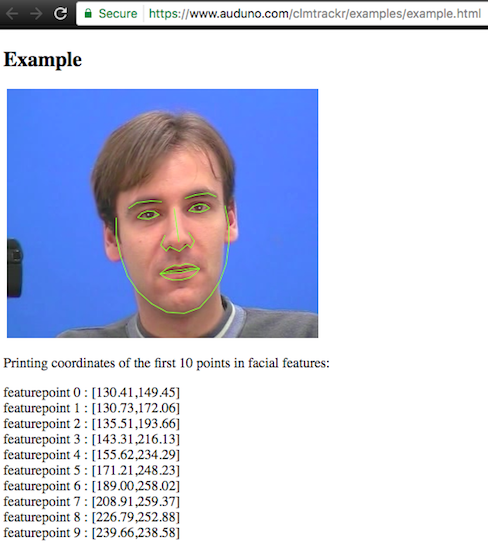 Secure https://www.auduno.com/clmtrackr/examples/example.html
Example
Printing coordinates of the first 10 points in facial features:
featurepoint 0 : [130.41,149.45]
featurepoint 1 : [130.73,172.06]
featurepoint 2 : [135.51,193.66]
featurepoint 3 : [143.31,216.13]
featurepoint 4 : [155.62,234.29]
featurepoint 5 : [171.21,248.23]
featurepoint 6 : [189.00,258.02]
featurepoint 7 : [208.91,259.37]
featurepoint 8 : [226.79,252.88]
featurepoint 9 : [239.66,238.58]